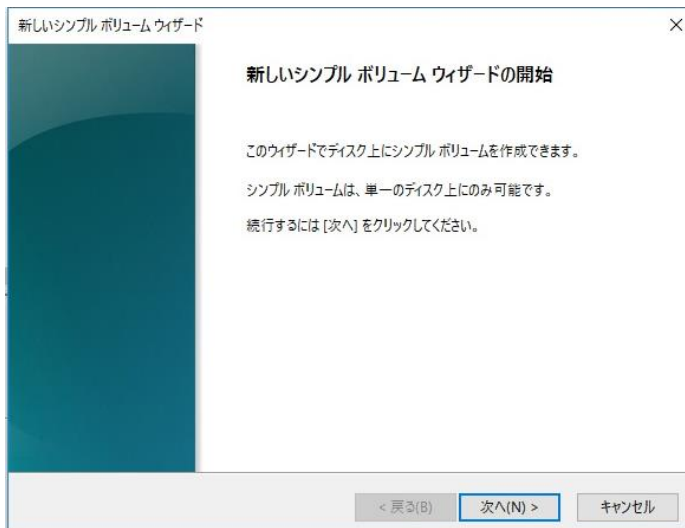 新しいシンプル ボリューム ウィザード
新しいシンプル ボリューム ウィザードの開始
このウィザードでディスク上にシンプル ボリュームを作成できます。
シンプル ボリュームは、単一のディスク上にのみ可能です。
続行するには [次へ] をクリックしてください。
< 戻る(B) 次へ(N) > キャンセル